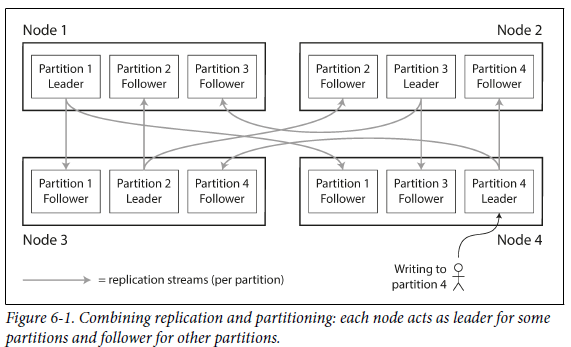 Node 1
Node 2
Partition 1
Leader
Partition 2
Follower
Partition 3
Follower
Partition 2
Follower
Partition 3
Leader
Partition 4
Follower
Partition 1
Follower
Partition 2
Leader
Partition 4
Follower
Partition 1
Follower
Partition 3
Follower
Partition 4
Leader
Node 3
Node 4
= replication streams (per partition)
Writing to
partition 4
Figure 6-1. Combining replication and partitioning: each node acts as leader for some
partitions and follower for other partitions.